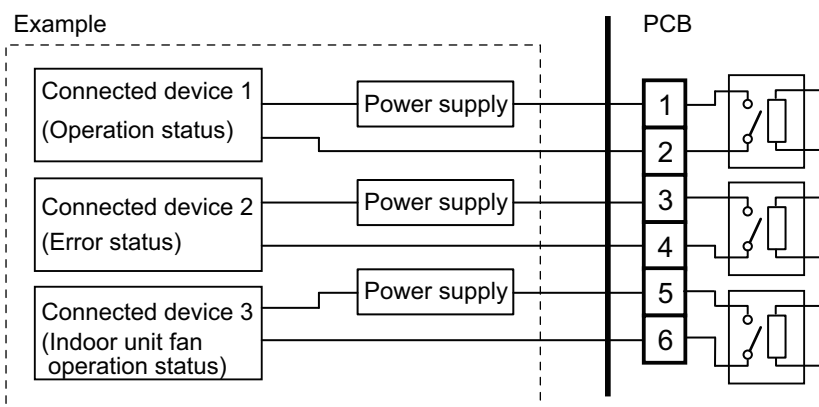 Example
PCB
Connected device 1
(Operation status)
Power supply
1
2
Connected device 2
(Error status)
Power supply
3
4
Connected device 3
(Indoor unit fan
operation status)
Power supply
5
6